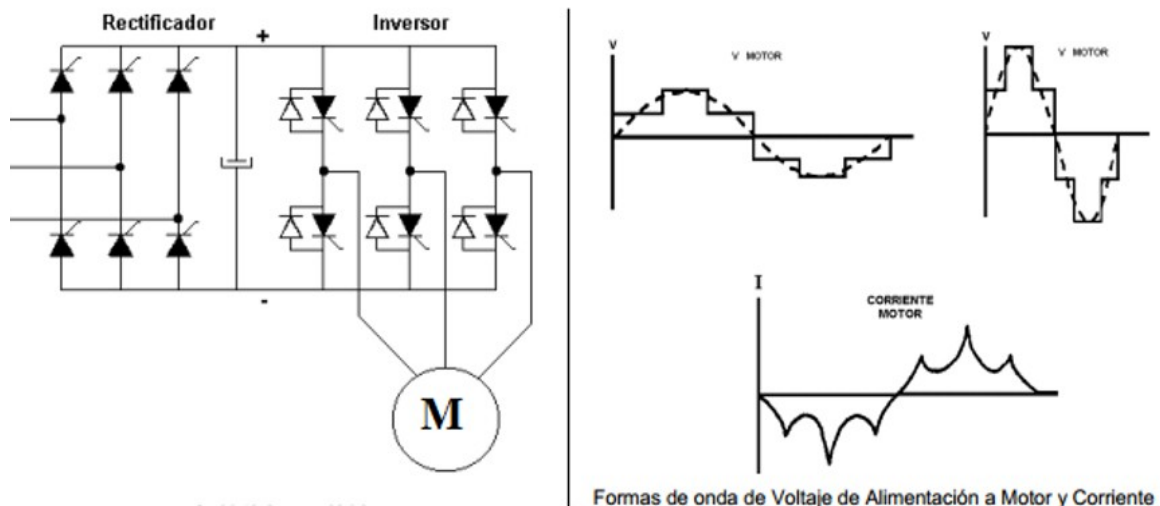 Rectificador
Inversor
+
-
M
V
V MOTOR
V
V MOTOR
I
CORRIENTE
MOTOR
Formas de onda de Voltaje de Alimentación a Motor y Corriente